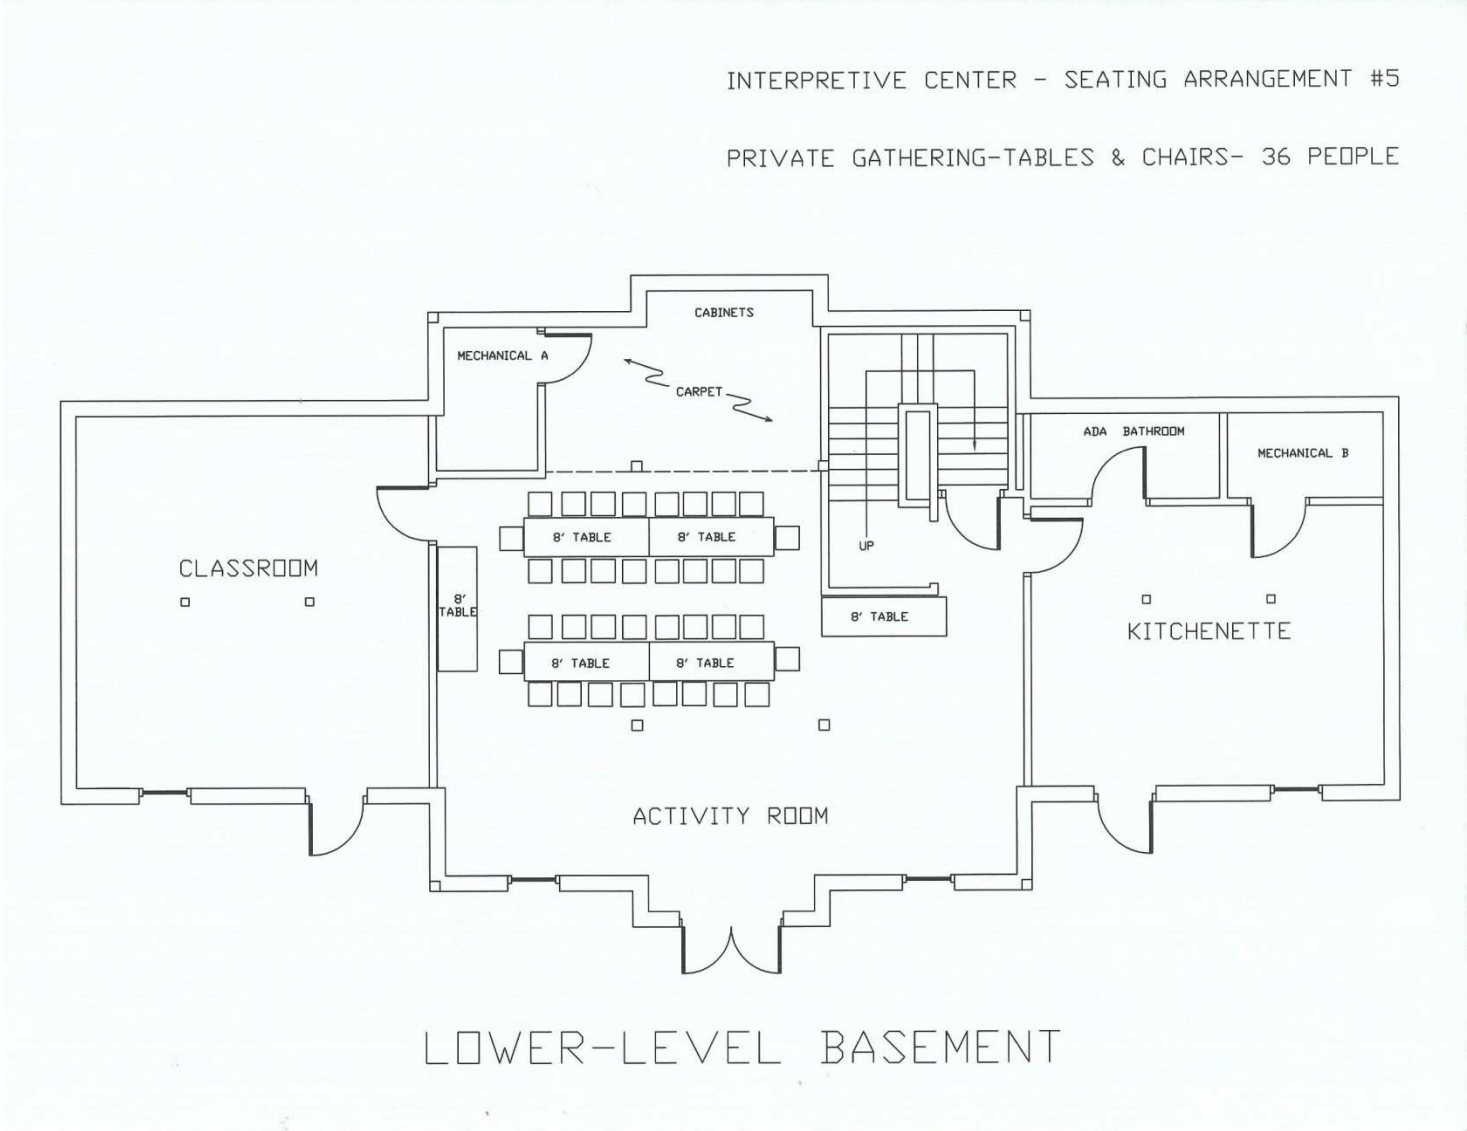 INTERPRETIVE CENTER - SEATING ARRANGEMENT #5
PRIVATE GATHERING-TABLES & CHAIRS- 36 PEOPLE
CABINETS
MECHANICAL A
CARPET
ADA BATHROOM
MECHANICAL B
8' TABLE
8' TABLE
UP
CLASSROOM
8'
TABLE
8' TABLE
KITCHENETTE
8' TABLE
8' TABLE
ACTIVITY ROOM
LOWER-LEVEL BASEMENT